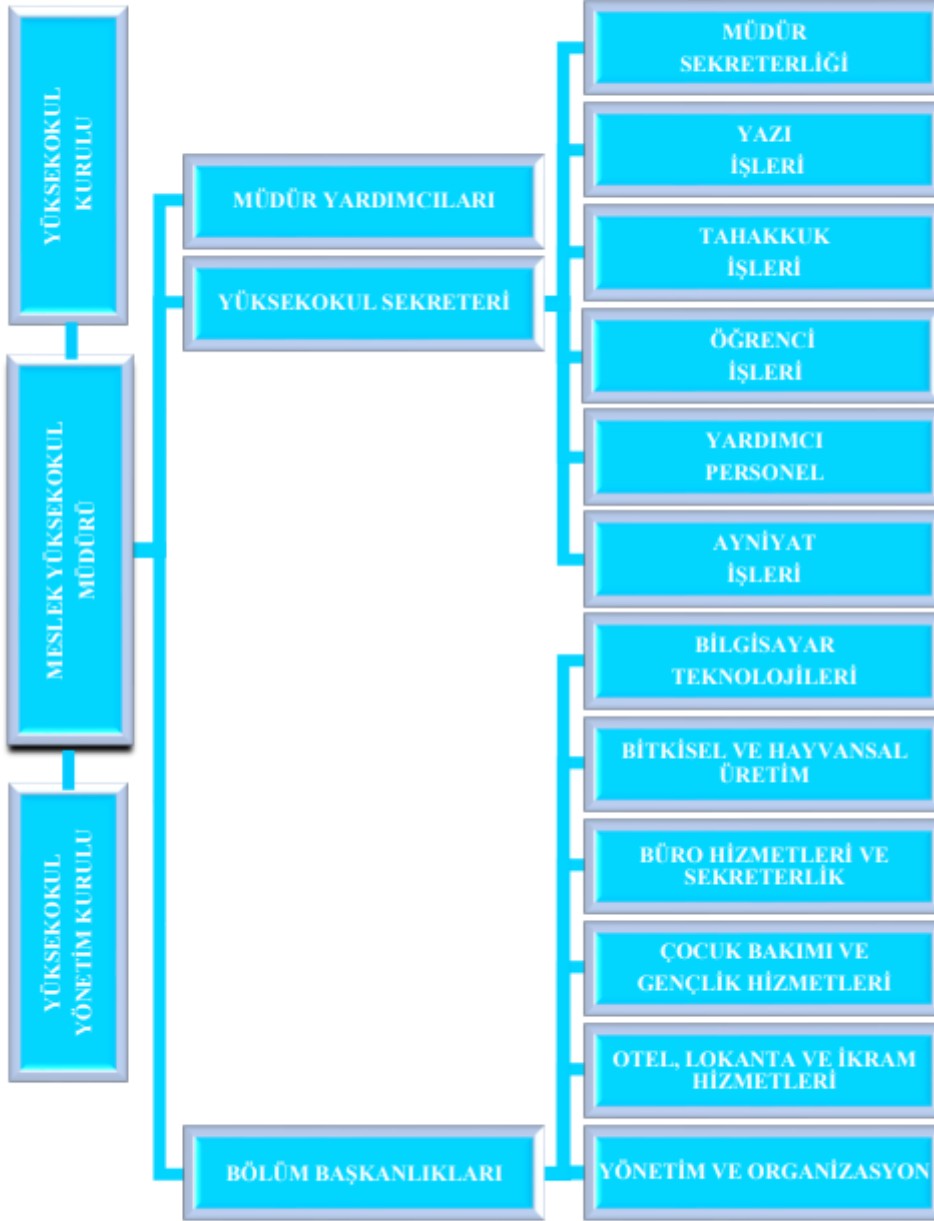 YÜKSEKOKUL
KURULU
MESLEK YÜKSEKOKUL
MÜDÜRÜ
YÜKSEKOKUL
YÖNETİM KURULU
MÜDÜR YARDIMCILARI
YÜKSEKOKUL SEKRETERİ
BÖLÜM BAŞKANLIKLARI
MÜDÜR
SEKRETERLİĞİ
YAZI
İŞLERİ
TAHAKKUK
İŞLERİ
ÖĞRENCİ
İŞLERİ
YARDIMCI
PERSONEL
AYNİYAT
İŞLERİ
BİLGİSAYAR
TEKNOLOJİLERİ
BİTKİSEL VE HAYVANSAL
ÜRETİM
BÜRO HİZMETLERİ VE
SEKRETERLİK
ÇOCUK BAKIMI VE
GENÇLİK HİZMETLERİ
OTEL, LOKANTA VE İKRAM
HİZMETLERİ
YÖNETİM VE ORGANİZASYON